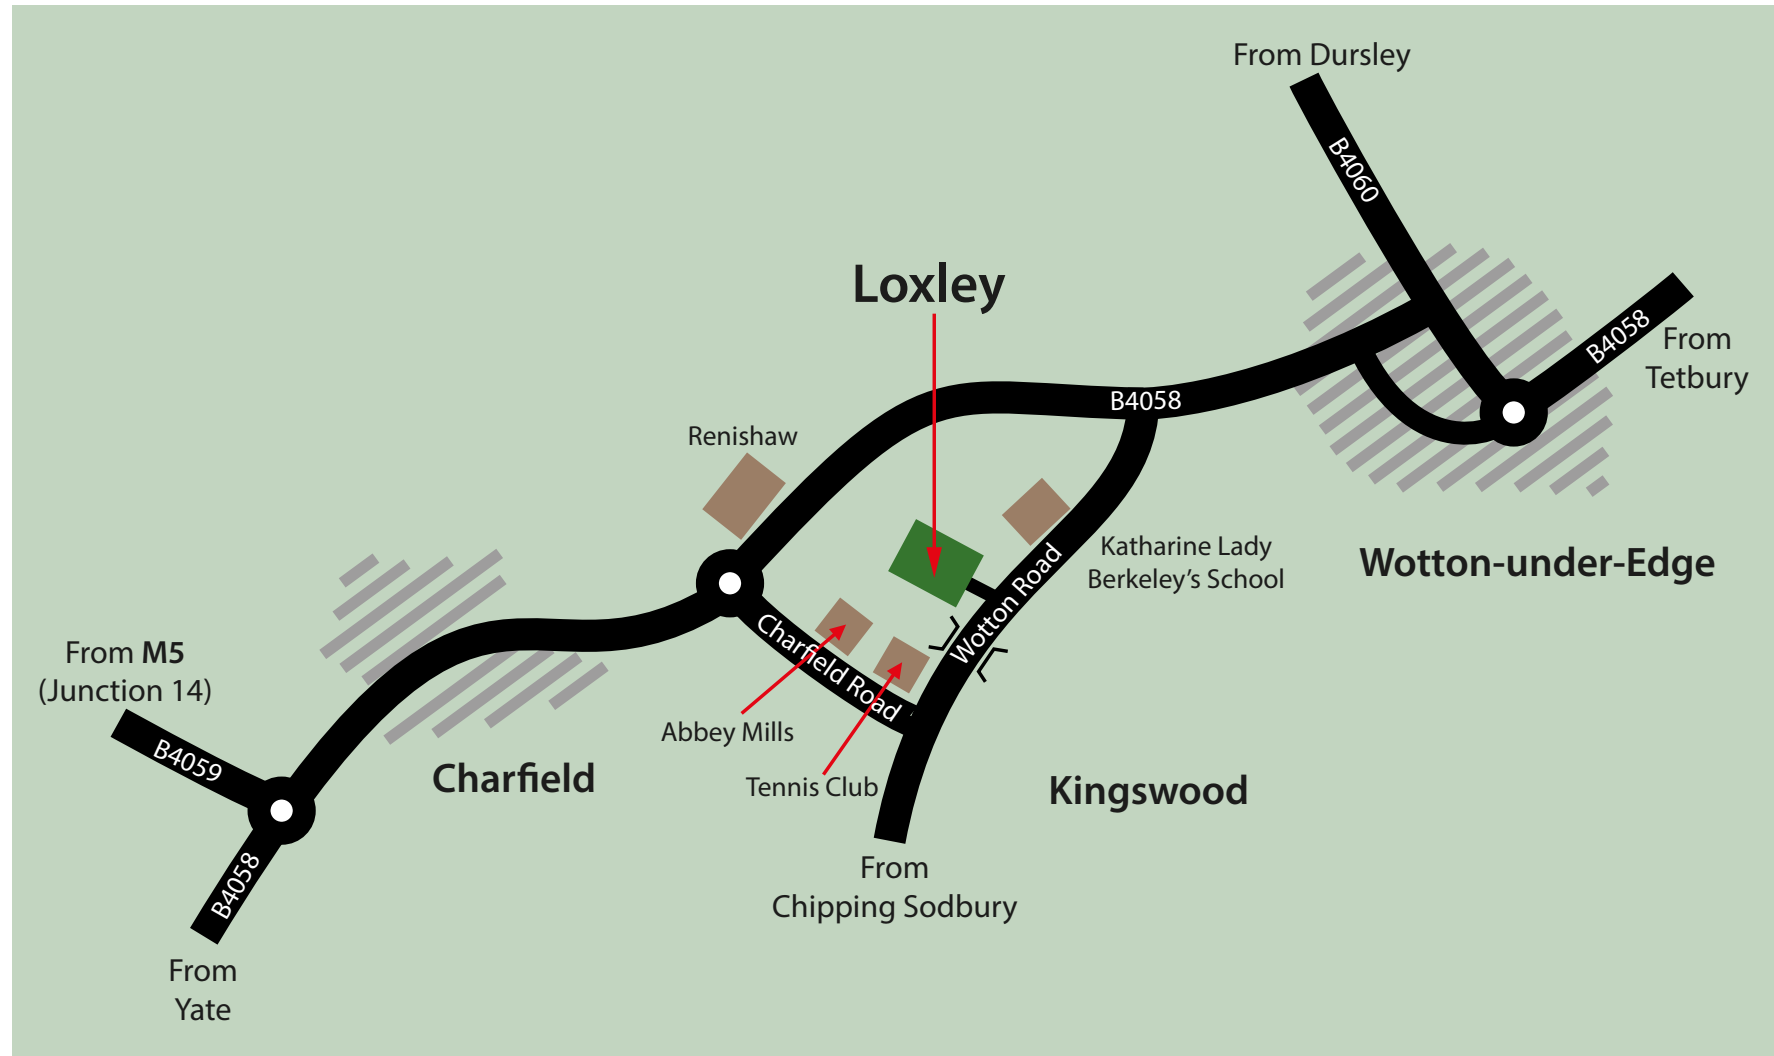 From Dursley
B4060
Loxley
B4058
From
Tetbury
B4058
Renishaw
Katharine Lady
Berkeley’s School
Wotton-under-Edge
Wotton Road
Charfield Road
From M5
(Junction 14)
Abbey Mills
B4059
Charfield
Tennis Club
Kingswood
B4058
From
Chipping Sodbury
From
Yate